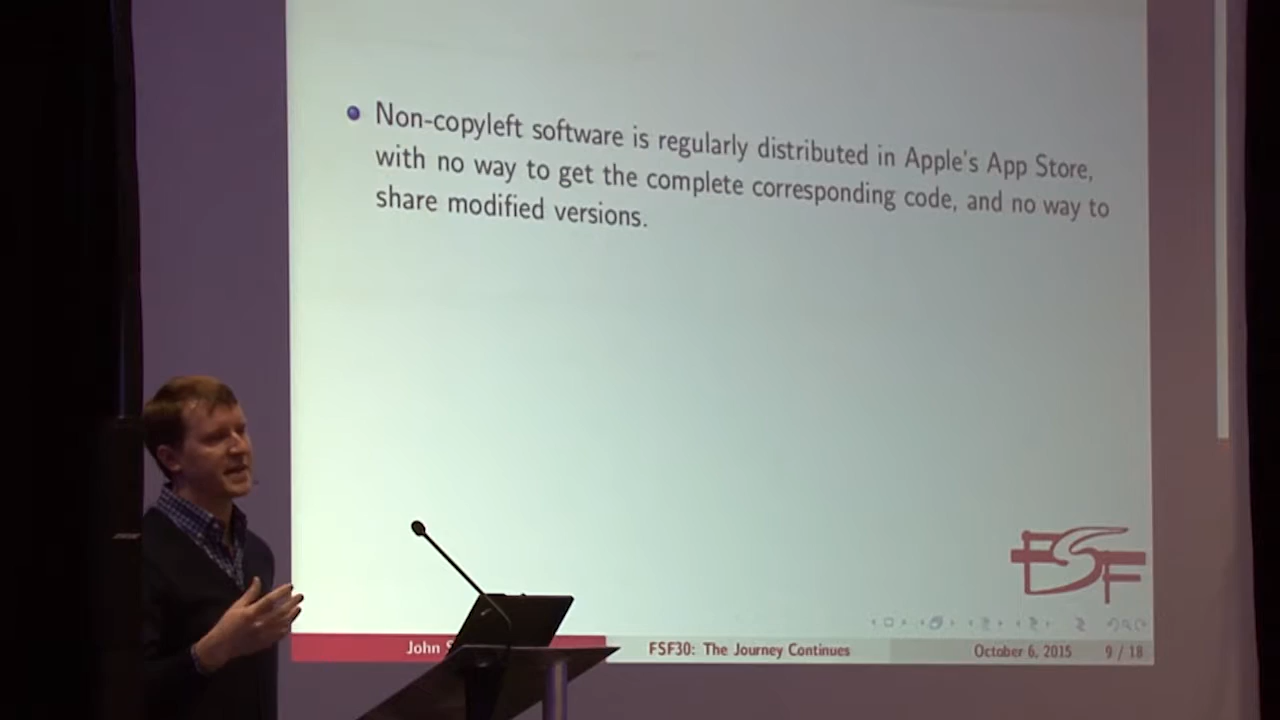 Non-copyleft software is regularly distributed in Apple's App Store,
with no way to get the complete corresponding code, and no way to
share modified versions.
FSF
John S
FSF30: The Journey Continues
October 6, 2015
9 / 18